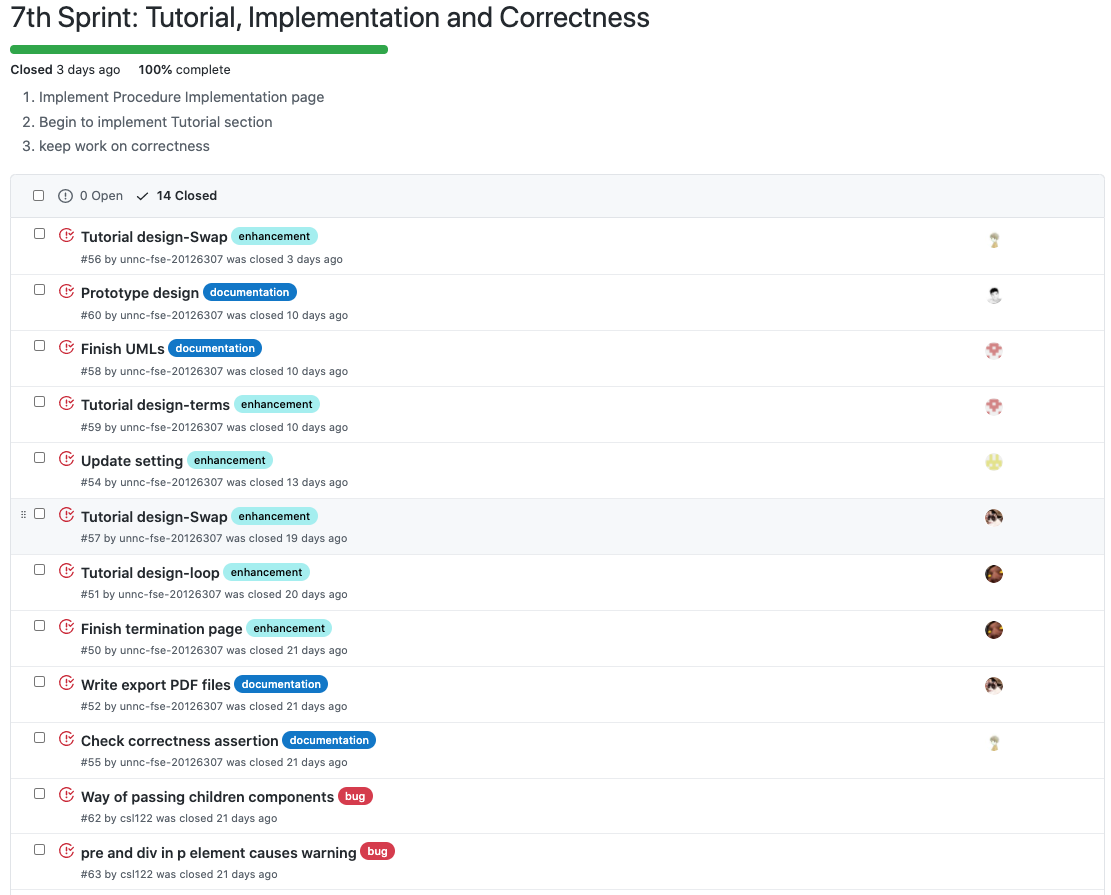 7th Sprint: Tutorial, Implementation and Correctness
Closed 3 days ago 100% complete
1. Implement Procedure Implementation page
2. Begin to implement Tutorial section
3. keep work on correctness
0 Open 14 Closed
Tutorial design-Swap enhancement
#56 by unnc-fse-20126307 was closed 3 days ago
Prototype design documentation
#60 by unnc-fse-20126307 was closed 10 days ago
Finish UMLs documentation
#58 by unnc-fse-20126307 was closed 10 days ago
Tutorial design-terms enhancement
#59 by unnc-fse-20126307 was closed 10 days ago
Update setting enhancement
#54 by unnc-fse-20126307 was closed 13 days ago
Tutorial design-Swap enhancement
#57 by unnc-fse-20126307 was closed 19 days ago
Tutorial design-loop enhancement
#51 by unnc-fse-20126307 was closed 20 days ago
Finish termination page enhancement
#50 by unnc-fse-20126307 was closed 21 days ago
Write export PDF files documentation
#52 by unnc-fse-20126307 was closed 21 days ago
Check correctness assertion documentation
#55 by unnc-fse-20126307 was closed 21 days ago
Way of passing children components bug
#62 by csl122 was closed 21 days ago
pre and div in p element causes warning bug
#63 by csl122 was closed 21 days ago